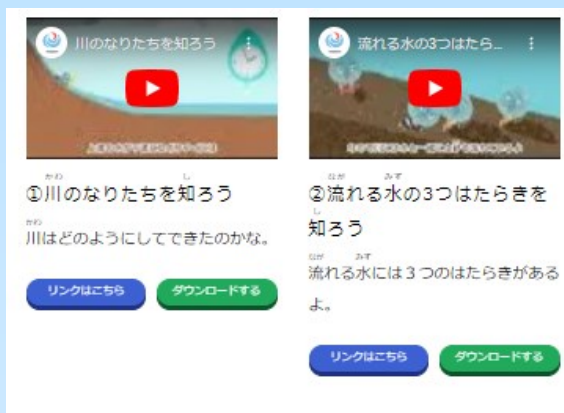 川のなりたちを知ろう
かわ し
①川のなりたちを知ろう
かわ
川はどのようにしてできたのかな。
リンクはこちら
ダウンロードする
流れる水の3つはたら...
なが みず
②流れる水の3つはたらきを
し
知ろう
なが みず
流れる水には３つのはたらきがある
よ。
リンクはこちら
ダウンロードする